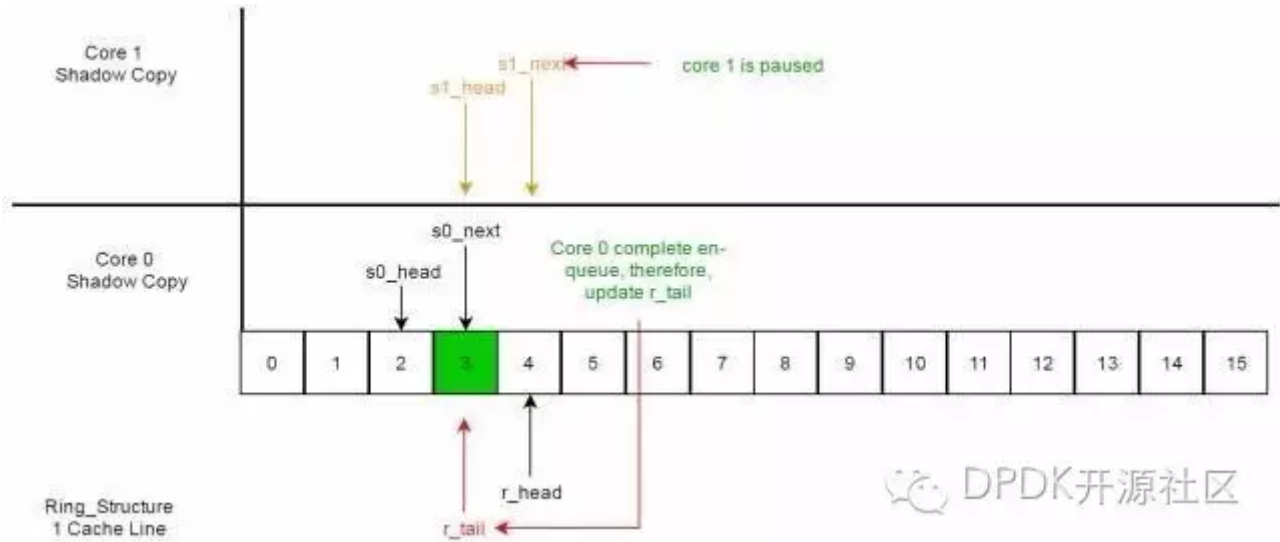 Core 1
Shadow Copy
s1_next
core 1 is paused
s1_head
s0_next
Core 0
Shadow Copy
s0_head
Core 0 complete en-
queue, therefore,
update r_tail
0 1 2 3 4 5 6 7 8 9 10 11 12 13 14 15
r_head
Ring_Structure
1 Cache Line
r_tail
DPDK开源社区